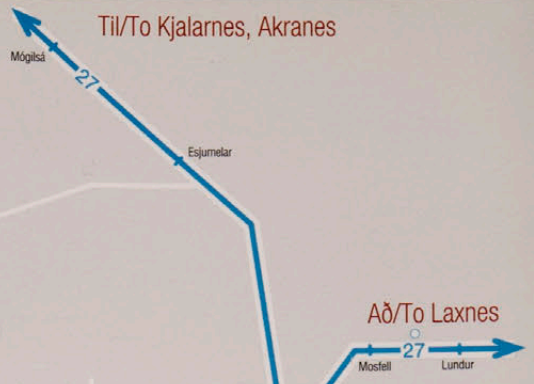 Til/To Kjalarnes, Akranes
Mógilsá
27
Esjumelar
Að/To Laxnes
27
Mosfell
Lundur